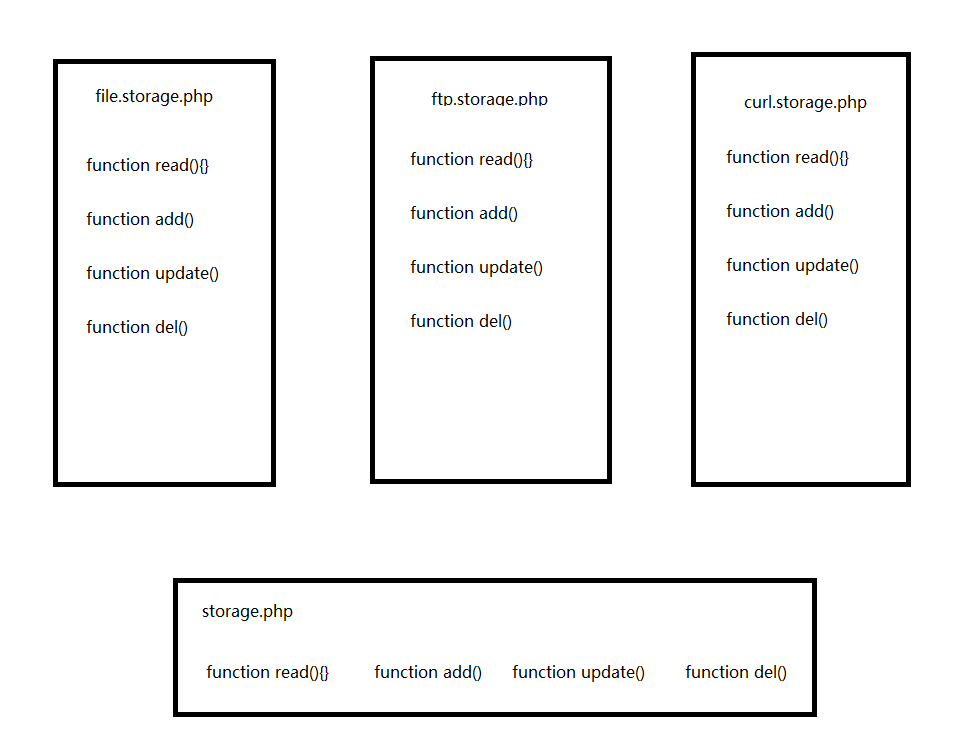 file.storage.php
function read(){}
function add()
function update()
function del()
ftp.storage.php
function read(){}
function add()
function update()
function del()
curl.storage.php
function read(){}
function add()
function update()
function del()
storage.php
function read(){} function add() function update() function del()